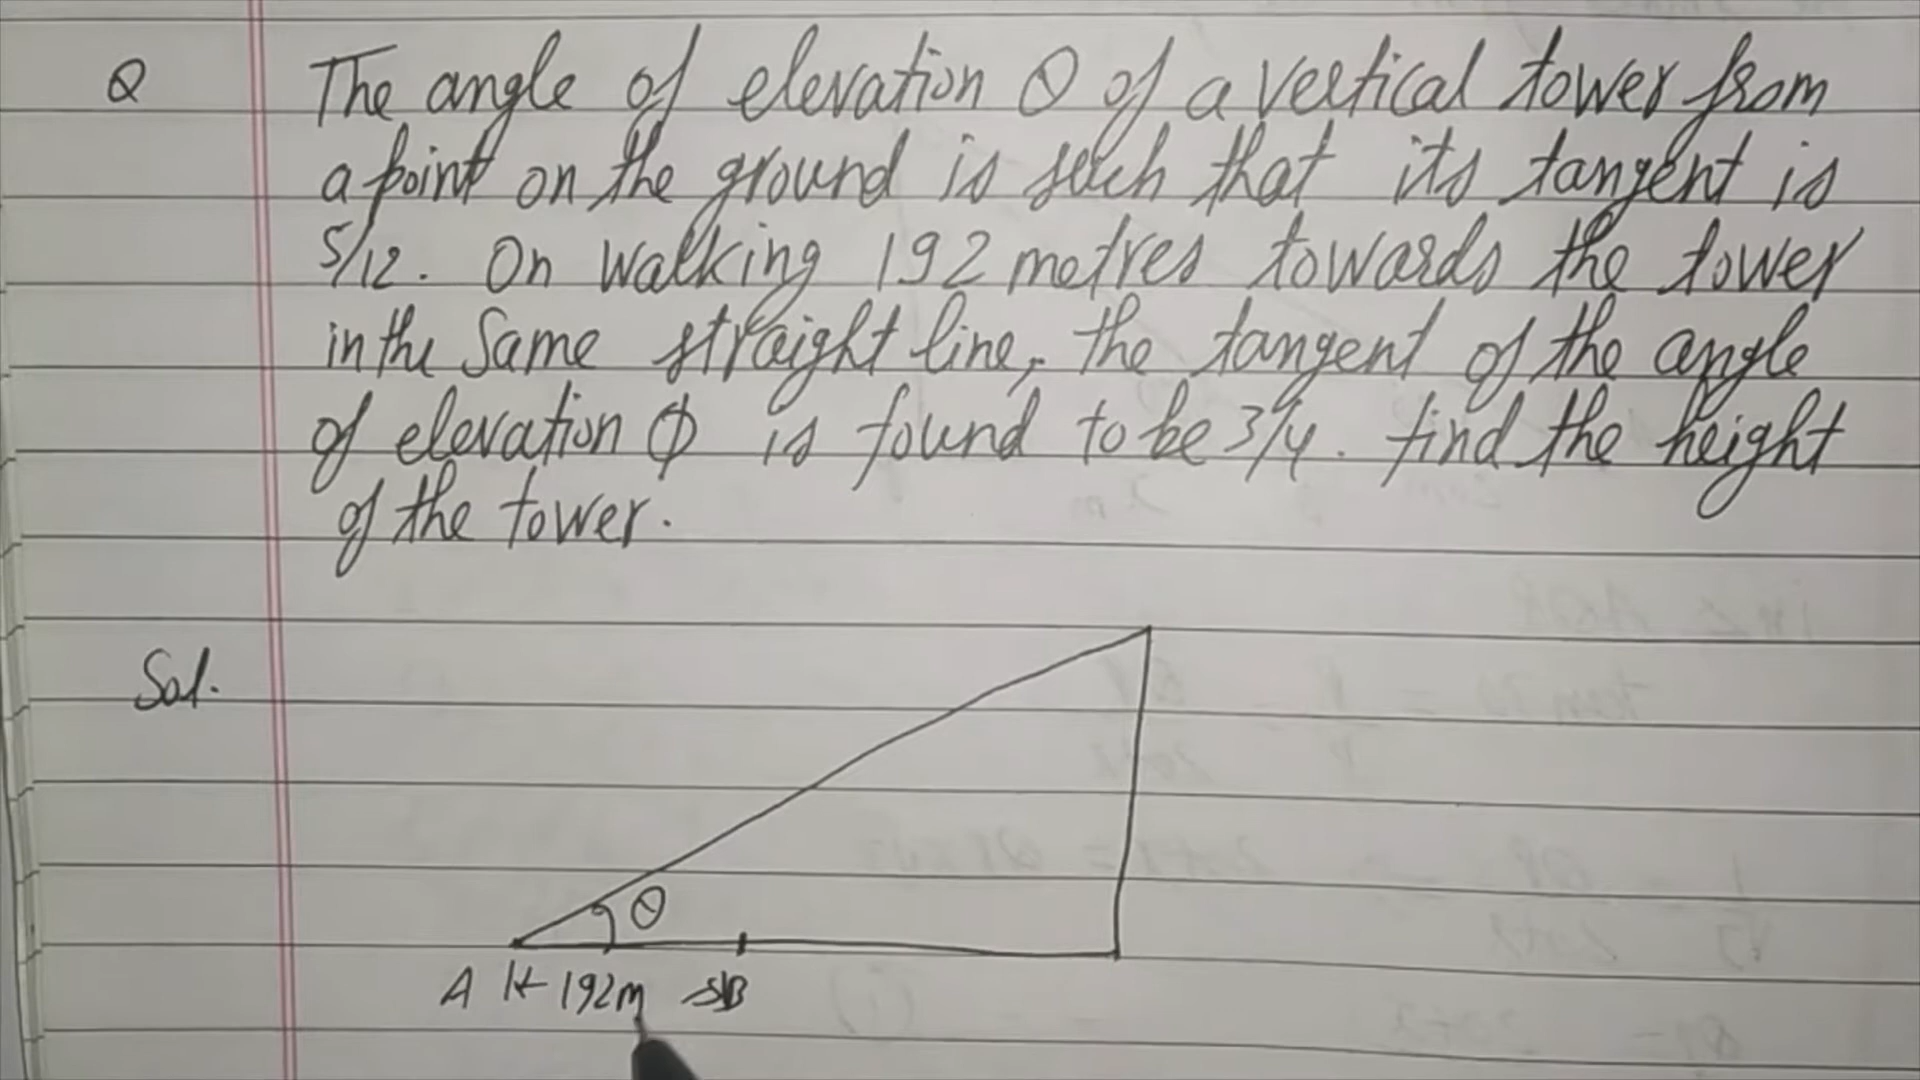 Q The angle of elevation θ of a vertical tower from
a point on the ground is such that its tangent is
5/12. On walking 192 metres towards the tower
in the same straight line, the tangent of the angle
of elevation ϕ is found to be 3/4. find the height
of the tower.
Sol.
θ
A 192m B